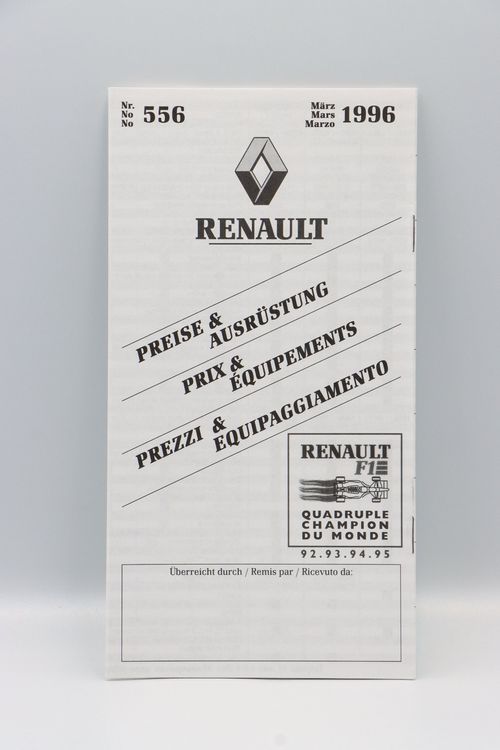 Nr.
No
No
556
März
Mars
Marzo
1996
RENAULT
PREISE &
AUSRÜSTUNG
PRIX &
ÉQUIPEMENTS
PREZZI &
EQUIPAGGIAMENTO
RENAULT
F1
QUADRUPLE
CHAMPION
DU MONDE
92.93.94.95
Überreicht durch / Remis par / Ricevuto da: